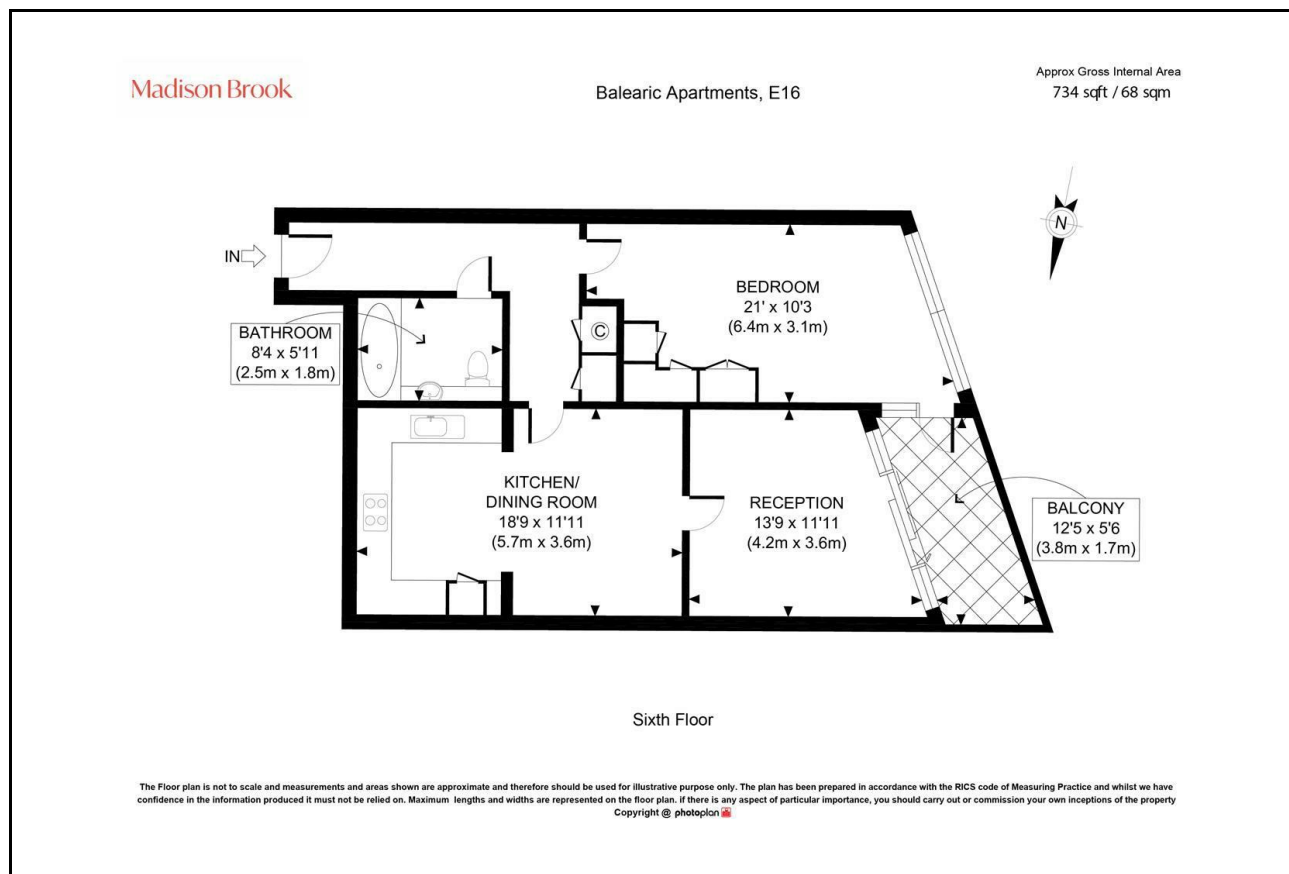 Madison Brook
Balearic Apartments, E16
Approx Gross Internal Area
734 sqft / 68 sqm
N
IN
BEDROOM
21' x 10'3
(6.4m x 3.1m)
C
BATHROOM
8'4 x 5'11
(2.5m x 1.8m)
KITCHEN/
DINING ROOM
18'9 x 11'11
(5.7m x 3.6m)
RECEPTION
13'9 x 11'11
(4.2m x 3.6m)
BALCONY
12'5 x 5'6
(3.8m x 1.7m)
Sixth Floor
The Floor plan is not to scale and measurements and areas shown are approximate and therefore should be used for illustrative purpose only. The plan has been prepared in accordance with the RICS code of Measuring Practice and whilst we have
confidence in the information produced it must not be relied on. Maximum lengths and widths are represented on the floor plan. if there is any aspect of particular importance, you should carry out or commission your own inceptions of the property
Copyright @ photoplan